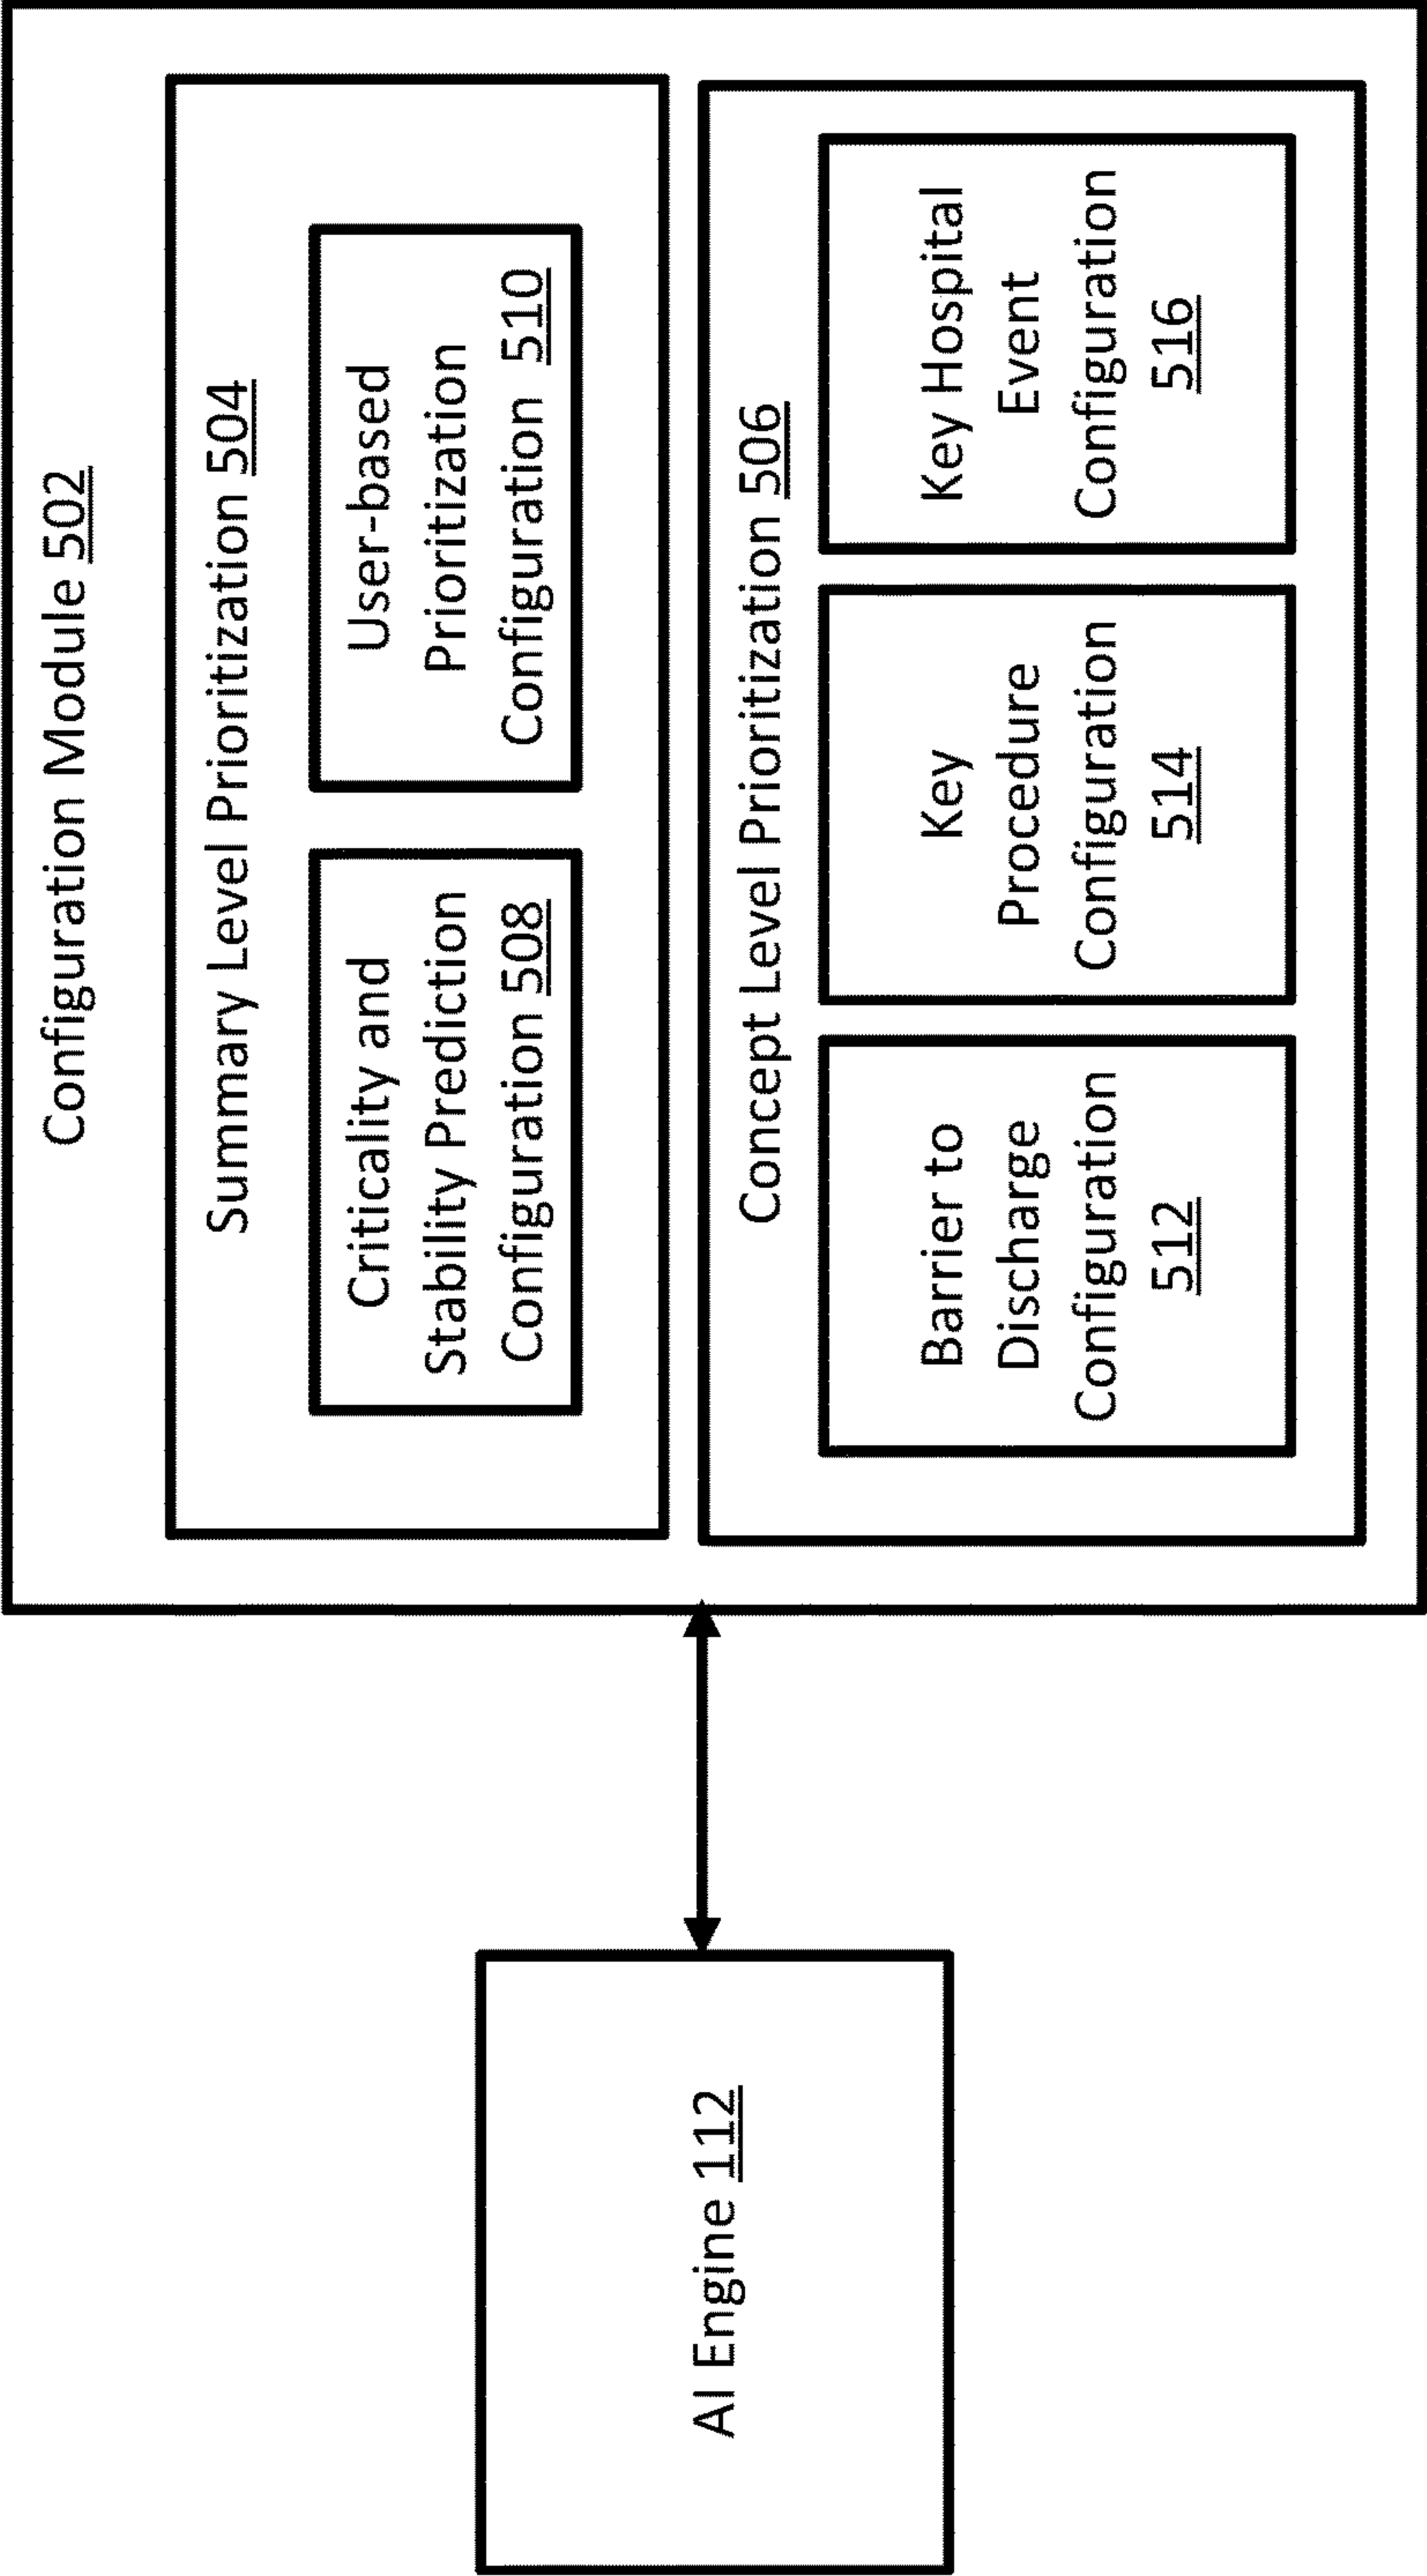 AI Engine 112
Configuration Module 502
Summary Level Prioritization 504
Criticality and
Stability Prediction
Configuration 508
User-based
Prioritization
Configuration 510
Concept Level Prioritization 506
Barrier to
Discharge
Configuration
512
Key
Procedure
Configuration
514
Key Hospital
Event
Configuration
516